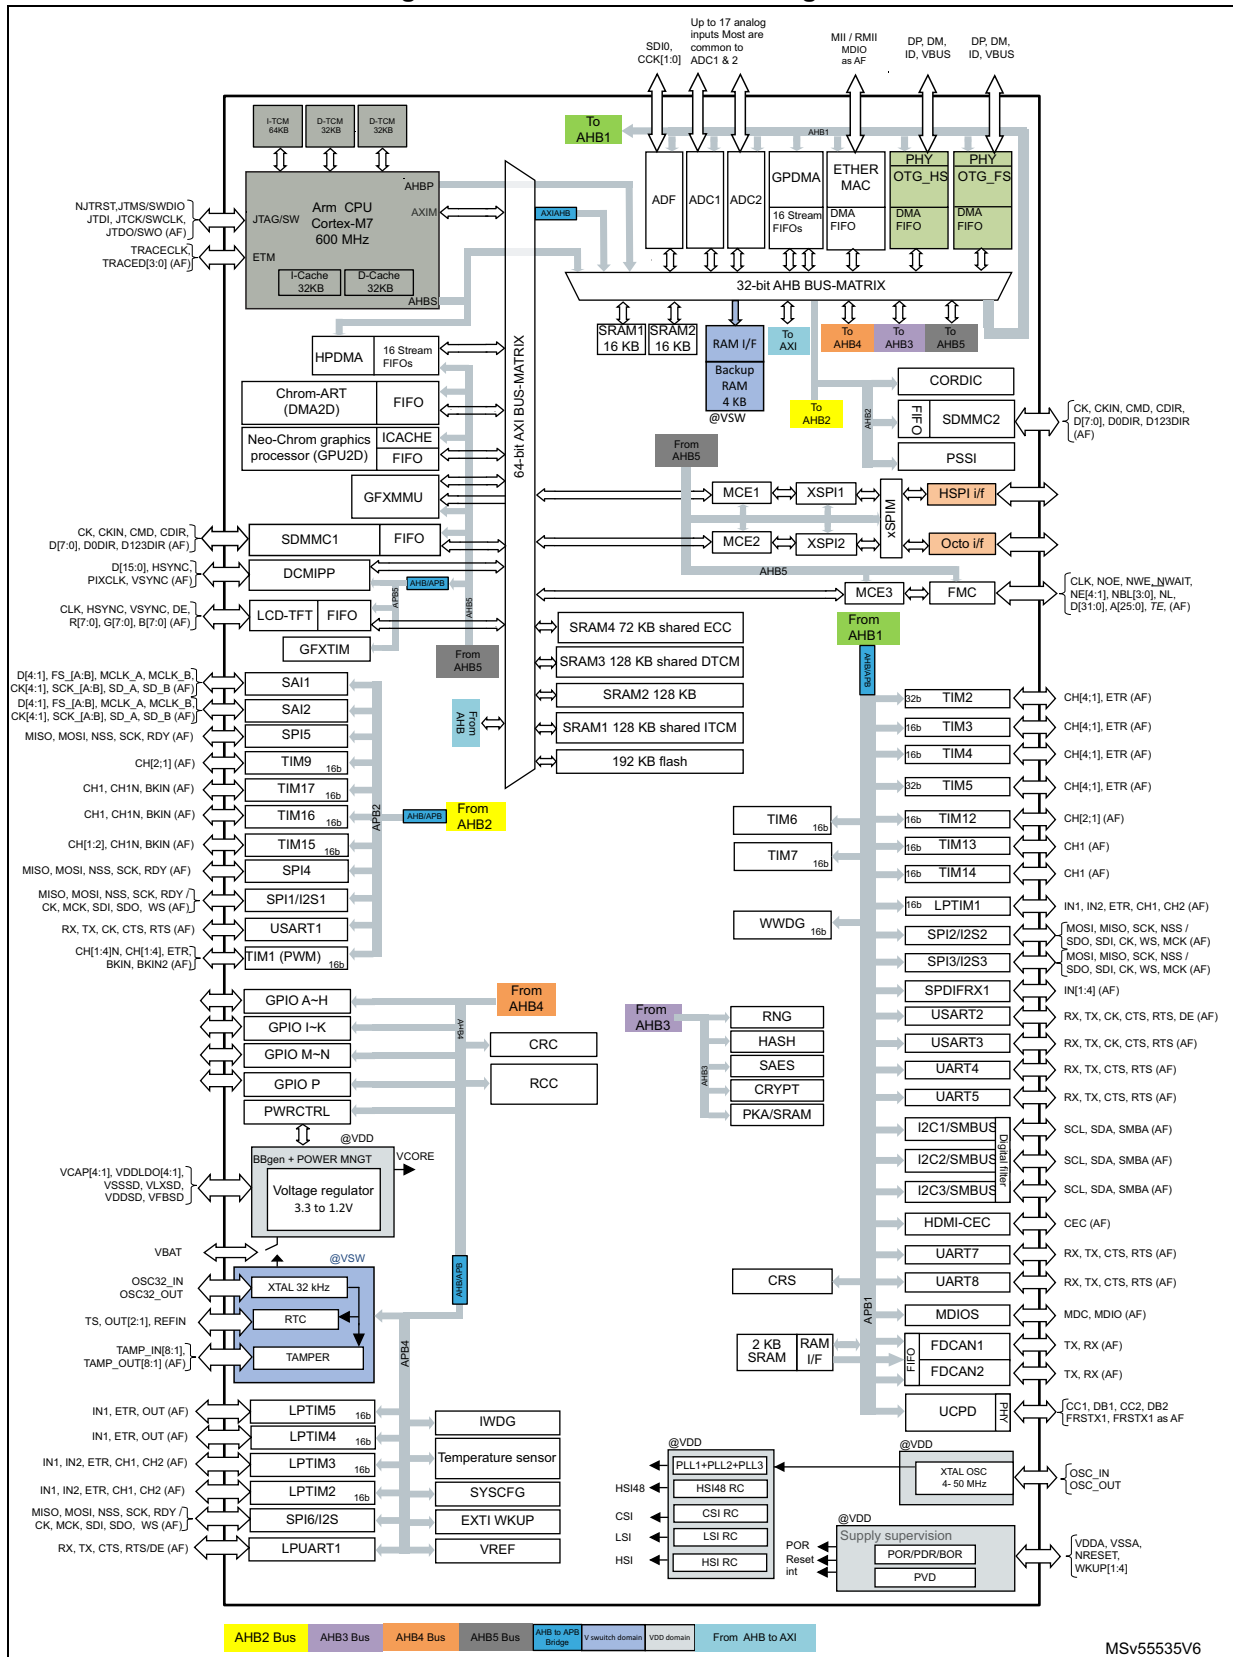 Up to 17 analog
inputs Most are
common to
ADC1 & 2
SDI0,
CCK[1:0]
MII / RMII
MDIO
as AF
DP, DM,
ID, VBUS
DP, DM,
ID, VBUS
I-TCM
64KB
D-TCM
32KB
D-TCM
32KB
To
AHB1
AHB1
AHBP
Arm CPU
Cortex-M7
600 MHz
AXIM
JTAG/SW
ETM
I-Cache
32KB
D-Cache
32KB
AHBS
NJTRST,JTMS/SWDIO
JTDI, JTCK/SWCLK,
JTDO/SWO (AF)
TRACECLK,
TRACED[3:0] (AF)
AXI/AHB
ADF
ADC1
ADC2
GPDMA
16 Stream
FIFOs
ETHER
MAC
DMA
FIFO
PHY
OTG_HS
DMA
FIFO
PHY
OTG_FS
DMA
FIFO
32-bit AHB BUS-MATRIX
64-bit AXI BUS-MATRIX
SRAM1
16 KB
SRAM2
16 KB
RAM I/F
Backup
RAM
4 KB
@VSW
To
AXI
To
AHB4
To
AHB3
To
AHB5
To
AHB2
AHB2
CORDIC
FIFO
SDMMC2
PSSI
CK, CKIN, CMD, CDIR,
D[7:0], D0DIR, D123DIR
(AF)
HPDMA
16 Stream
FIFOs
Chrom-ART
(DMA2D)
FIFO
Neo-Chrom graphics
processor (GPU2D)
ICACHE
FIFO
GFXMMU
SDMMC1
FIFO
CK, CKIN, CMD, CDIR,
D[7:0], D0DIR, D123DIR (AF)
D[15:0], HSYNC,
PIXCLK, VSYNC (AF)
DCMIPP
AHB/APB
APB5
AHB5
CLK, HSYNC, VSYNC, DE,
R[7:0], G[7:0], B[7:0] (AF)
LCD-TFT
FIFO
GFXTIM
From
AHB5
From
AHB
From
AHB5
AHB5
MCE1
XSPI1
MCE2
XSPI2
xSPIM
HSPI i/f
Octo i/f
MCE3
FMC
CLK, NOE, NWE, NWAIT,
NE[4:1], NBL[3:0], NL,
D[31:0], A[25:0], TE, (AF)
SRAM4 72 KB shared ECC
SRAM3 128 KB shared DTCM
SRAM2 128 KB
SRAM1 128 KB shared ITCM
192 KB flash
D[4:1], FS_[A:B], MCLK_A, MCLK_B,
CK[4:1], SCK_[A:B], SD_A, SD_B (AF)
SAI1
D[4:1], FS_[A:B], MCLK_A, MCLK_B,
CK[4:1], SCK_[A:B], SD_A, SD_B (AF)
SAI2
MISO, MOSI, NSS, SCK, RDY (AF)
SPI5
CH[2;1] (AF)
TIM9
16b
CH1, CH1N, BKIN (AF)
TIM17
16b
CH1, CH1N, BKIN (AF)
TIM16
16b
CH[1:2], CH1N, BKIN (AF)
TIM15
16b
MISO, MOSI, NSS, SCK, RDY (AF)
SPI4
MISO, MOSI, NSS, SCK, RDY /
CK, MCK, SDI, SDO, WS (AF)
SPI1/I2S1
RX, TX, CK, CTS, RTS (AF)
USART1
CH[1:4]N, CH[1:4], ETR,
BKIN, BKIN2 (AF)
TIM1 (PWM)
16b
APB2
AHB/APB
From
AHB2
From
AHB1
AHB/APB
32b
TIM2
CH[4;1], ETR (AF)
16b
TIM3
CH[4;1], ETR (AF)
16b
TIM4
CH[4;1], ETR (AF)
32b
TIM5
CH[4;1], ETR (AF)
16b
TIM12
CH[2;1] (AF)
16b
TIM13
CH1 (AF)
16b
TIM14
CH1 (AF)
16b
LPTIM1
IN1, IN2, ETR, CH1, CH2 (AF)
SPI2/I2S2
MOSI, MISO, SCK, NSS /
SDO, SDI, CK, WS, MCK (AF)
SPI3/I2S3
MOSI, MISO, SCK, NSS /
SDO, SDI, CK, WS, MCK (AF)
SPDIFRX1
IN[1:4] (AF)
USART2
RX, TX, CK, CTS, RTS, DE (AF)
USART3
RX, TX, CK, CTS, RTS (AF)
UART4
RX, TX, CTS, RTS (AF)
UART5
RX, TX, CTS, RTS (AF)
I2C1/SMBUS
SCL, SDA, SMBA (AF)
I2C2/SMBUS
SCL, SDA, SMBA (AF)
I2C3/SMBUS
SCL, SDA, SMBA (AF)
Digital filter
HDMI-CEC
CEC (AF)
UART7
RX, TX, CTS, RTS (AF)
UART8
RX, TX, CTS, RTS (AF)
MDIOS
MDC, MDIO (AF)
FIFO
FDCAN1
TX, RX (AF)
FDCAN2
TX, RX (AF)
UCPD
PHY
CC1, DB1, CC2, DB2
FRSTX1, FRSTX1 as AF
TIM6
16b
TIM7
16b
WWDG
16b
CRS
APB1
2 KB
SRAM
RAM
I/F
GPIO A~H
GPIO I~K
GPIO M~N
GPIO P
PWRCTRL
From
AHB4
AHB4
CRC
RCC
From
AHB3
AHB3
RNG
HASH
SAES
CRYPT
PKA/SRAM
@VDD
BBgen + POWER MNGT
Voltage regulator
3.3 to 1.2V
VCORE
VCAP[4:1], VDDLDO[4:1],
VSSSD, VLXSD,
VDDSD, VFBSD
VBAT
@VSW
OSC32_IN
OSC32_OUT
XTAL 32 kHz
TS, OUT[2:1], REFIN
RTC
TAMP_IN[8:1],
TAMP_OUT[8:1] (AF)
TAMPER
AHB/APB
APB4
IN1, ETR, OUT (AF)
LPTIM5
16b
IN1, ETR, OUT (AF)
LPTIM4
16b
IN1, IN2, ETR, CH1, CH2 (AF)
LPTIM3
16b
IN1, IN2, ETR, CH1, CH2 (AF)
LPTIM2
16b
MISO, MOSI, NSS, SCK, RDY /
CK, MCK, SDI, SDO, WS (AF)
SPI6/I2S
RX, TX, CTS, RTS/DE (AF)
LPUART1
IWDG
Temperature sensor
SYSCFG
EXTI WKUP
VREF
@VDD
PLL1+PLL2+PLL3
HSI48
HSI48 RC
CSI
CSI RC
LSI
LSI RC
HSI
HSI RC
@VDD
XTAL OSC
4- 50 MHz
OSC_IN
OSC_OUT
@VDD
Supply supervision
POR
Reset
int
POR/PDR/BOR
PVD
VDDA, VSSA,
NRESET,
WKUP[1:4]
AHB2 Bus
AHB3 Bus
AHB4 Bus
AHB5 Bus
AHB to APB
Bridge
V swuitch domain
VDD domain
From AHB to AXI
MSv55535V6